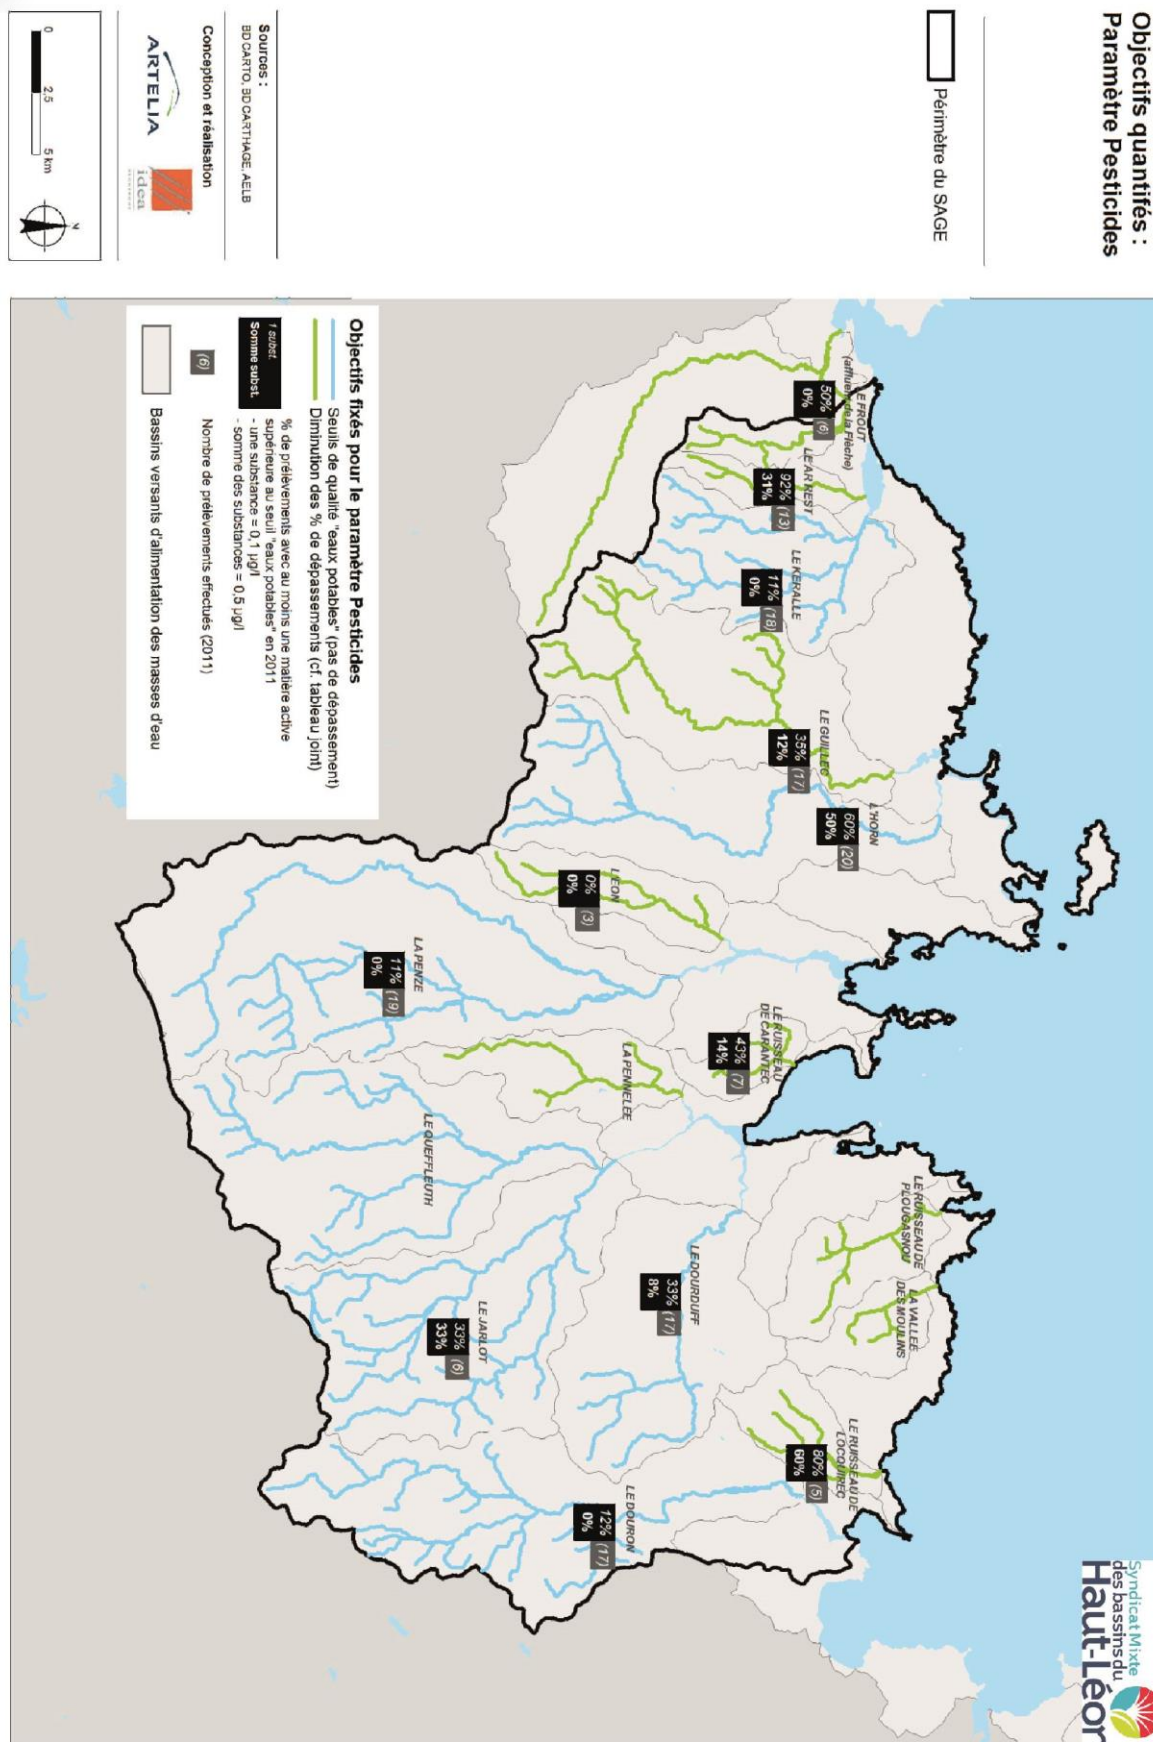 Objectifs quantifés :
Paramètre Pesticides
Périmètre du SAGE
Sources :
BD CARTO, BD CARTHAGE, AELB
Conception et réalisation
ARTELIA
idea
0 2,5 5 km
N
Syndicat Mixte
des bassins du
Haut-Léon
LE FROUT
(affluent de la Flèche)
50% (6)
0%
LE AR REST
92% (13)
31%
LE KERALLE
11% (18)
0%
LE GUILLEC
35% (17)
12%
L'HORN
60% (20)
50%
L'EON
0% (3)
0%
LA PENZE
11% (19)
0%
LE RUISSEAU
DE CARANTEC
43% (7)
14%
LA PENNELEE
LE QUEFFLEUTH
LE RUISSEAU DE
PLOUGASNOU
LA VALLEE
DES MOULINS
LE DOURDUFF
33% (17)
8%
LE JARLOT
33% (6)
33%
LE RUISSEAU DE
LOCQUIREC
80% (5)
60%
LE DOURON
12% (17)
0%
Objectifs fixés pour le paramètre Pesticides
Seuils de qualité "eaux potables" (pas de dépassement)
Diminution des % de dépassements (cf. tableau joint)
1 subst.
Somme subst.
% de prélèvements avec au moins une matière active
supérieure au seuil "eaux potables" en 2011
- une substance = 0,1 µg/l
- somme des substances = 0,5 µg/l
(6)
Nombre de prélèvements effectués (2011)
Bassins versants d'alimentation des masses d'eau